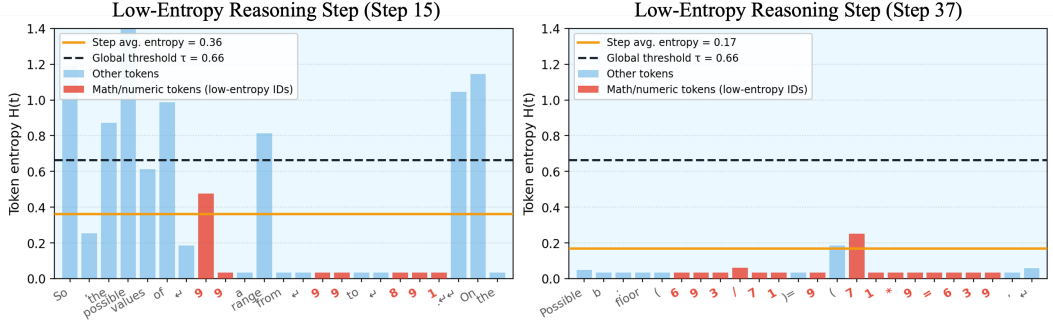 Low-Entropy Reasoning Step (Step 15)
Token entropy H(t)
1.4
1.2
1.0
0.8
0.6
0.4
0.2
0.0
Step avg. entropy = 0.36
Global threshold τ = 0.66
Other tokens
Math/numeric tokens (low-entropy IDs)
So ' the possible values of ↵ 9 9 a range from ↵ 9 9 to ↵ 8 9 1 .↵↵ On the
Low-Entropy Reasoning Step (Step 37)
Token entropy H(t)
1.4
1.2
1.0
0.8
0.6
0.4
0.2
0.0
Step avg. entropy = 0.17
Global threshold τ = 0.66
Other tokens
Math/numeric tokens (low-entropy IDs)
Possible b . floor ( 6 9 3 / 7 1 )= 9 ( 7 1 * 9 = 6 3 9 , ↵